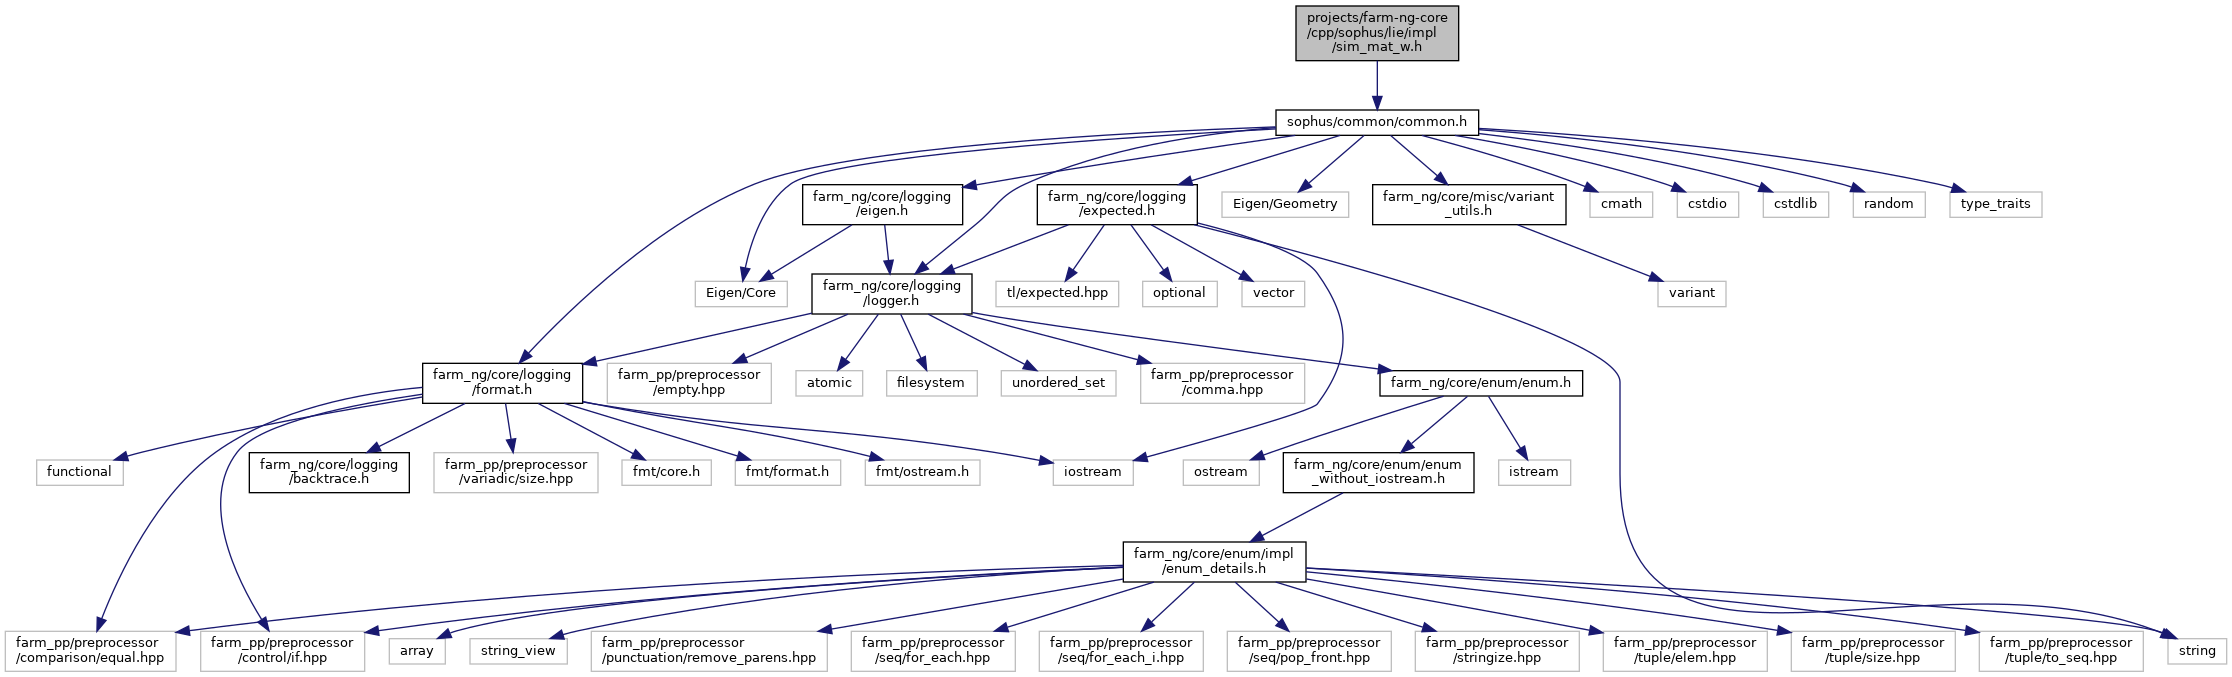 projects/farm-ng-core
/cpp/sophus/lie/impl
/sim_mat_w.h
sophus/common/common.h
farm_ng/core/logging
/eigen.h
farm_ng/core/logging
/expected.h
Eigen/Geometry
farm_ng/core/misc/variant
_utils.h
cmath
cstdio
cstdlib
random
type_traits
Eigen/Core
farm_ng/core/logging
/logger.h
tl/expected.hpp
optional
vector
variant
farm_ng/core/logging
/format.h
farm_pp/preprocessor
/empty.hpp
atomic
filesystem
unordered_set
farm_pp/preprocessor
/comma.hpp
farm_ng/core/enum/enum.h
functional
farm_ng/core/logging
/backtrace.h
farm_pp/preprocessor
/variadic/size.hpp
fmt/core.h
fmt/format.h
fmt/ostream.h
iostream
ostream
farm_ng/core/enum/enum
_without_iostream.h
istream
farm_ng/core/enum/impl
/enum_details.h
farm_pp/preprocessor
/comparison/equal.hpp
farm_pp/preprocessor
/control/if.hpp
array
string_view
farm_pp/preprocessor
/punctuation/remove_parens.hpp
farm_pp/preprocessor
/seq/for_each.hpp
farm_pp/preprocessor
/seq/for_each_i.hpp
farm_pp/preprocessor
/seq/pop_front.hpp
farm_pp/preprocessor
/stringize.hpp
farm_pp/preprocessor
/tuple/elem.hpp
farm_pp/preprocessor
/tuple/size.hpp
farm_pp/preprocessor
/tuple/to_seq.hpp
string